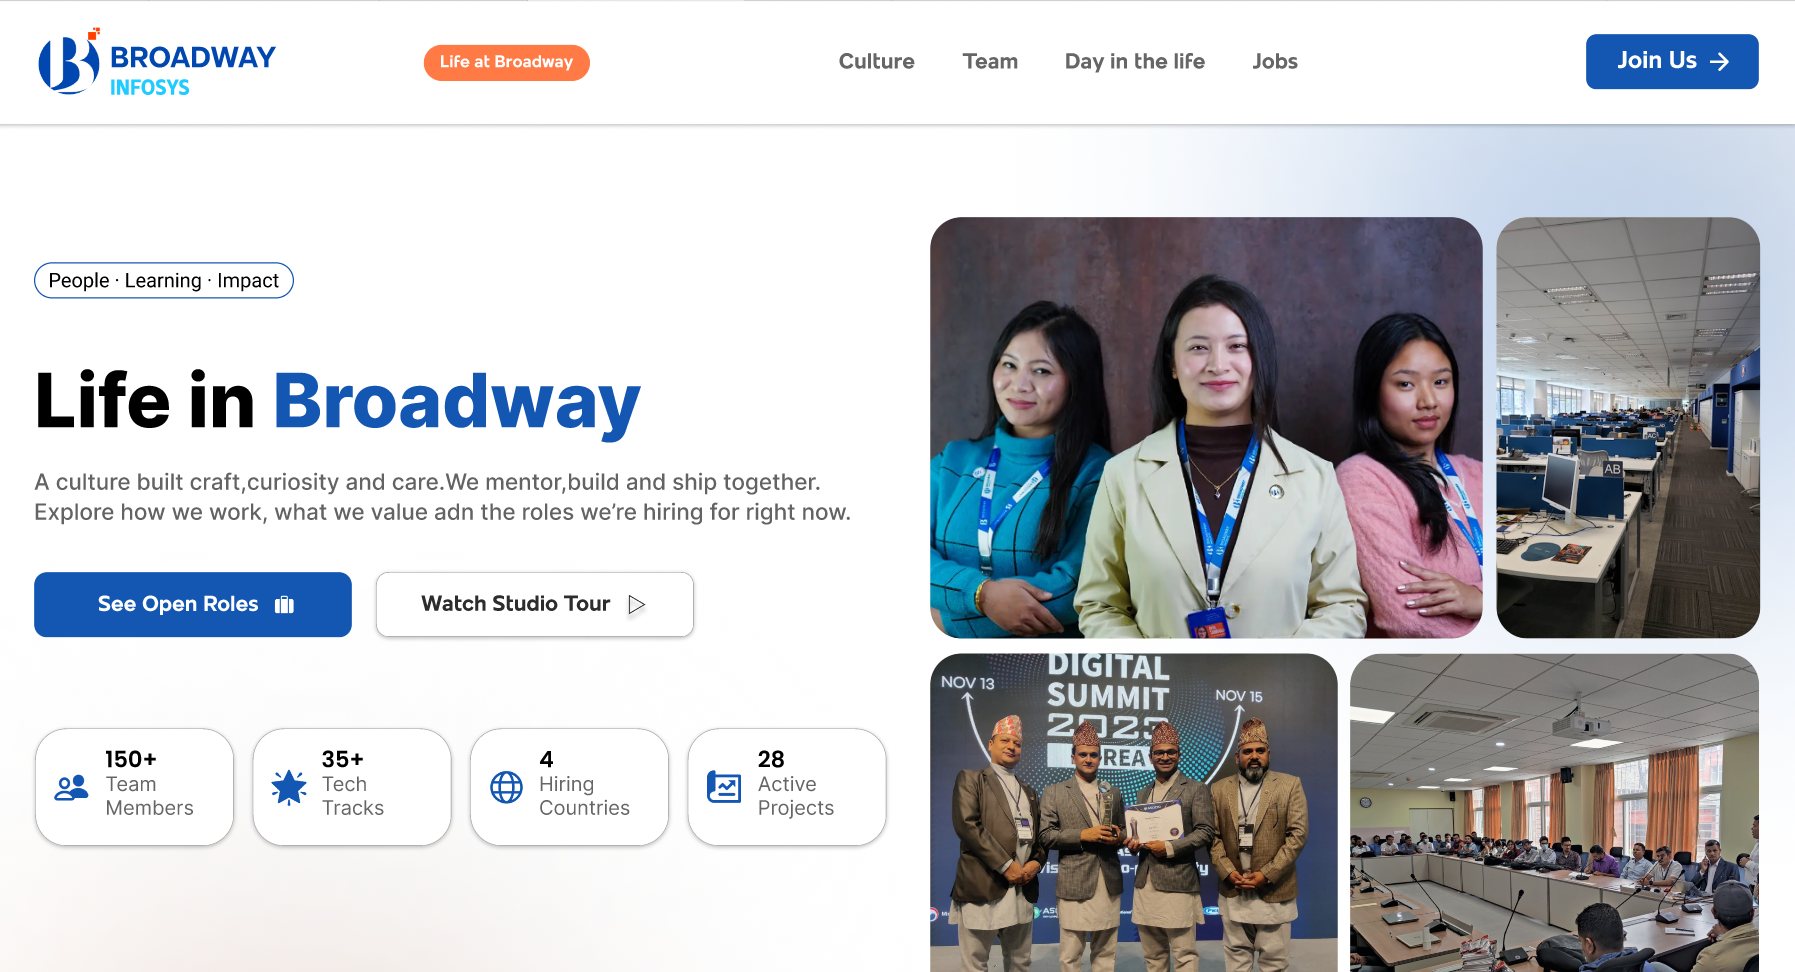 BROADWAY
INFOSYS
Life at Broadway
Culture
Team
Day in the life
Jobs
Join Us
People · Learning · Impact
Life in Broadway
A culture built craft,curiosity and care.We mentor,build and ship together.
Explore how we work, what we value adn the roles we’re hiring for right now.
See Open Roles
Watch Studio Tour
150+
Team
Members
35+
Tech
Tracks
4
Hiring
Countries
28
Active
Projects
AB
DIGITAL
SUMMIT
2023
NOV 13
NOV 15